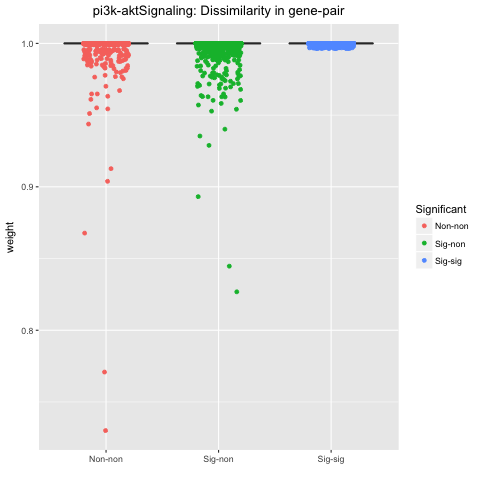 pi3k-aktSignaling: Dissimilarity in gene-pair
weight
1.0
0.9
0.8
Non-non
Sig-non
Sig-sig
Significant
Non-non
Sig-non
Sig-sig